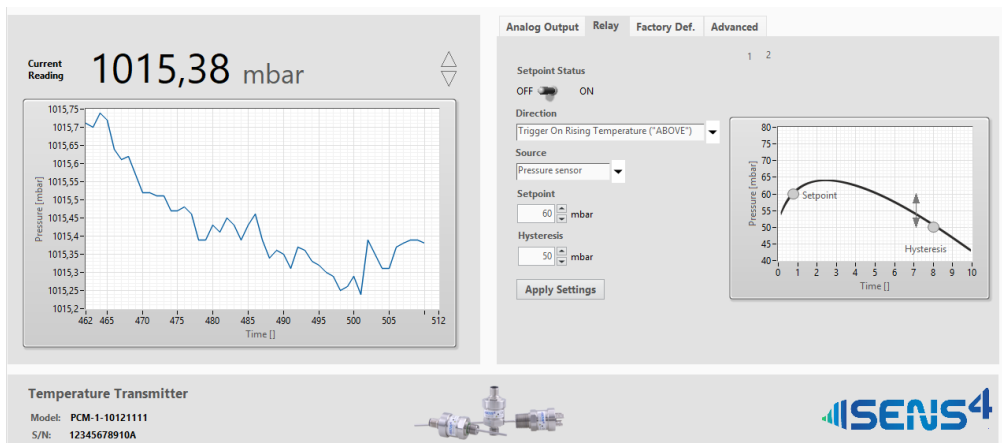 Current
Reading
1015,38 mbar
1015,75
1015,7
1015,65
1015,6
1015,55
1015,5
1015,45
1015,4
1015,35
1015,3
1015,25
1015,2
Pressure [mbar]
462 465 470 475 480 485 490 495 500 505 512
Time []
Analog Output Relay Factory Def. Advanced
1 2
Setpoint Status
OFF ON
Direction
Trigger On Rising Temperature ("ABOVE")
Source
Pressure sensor
Setpoint
60 mbar
Hysteresis
50 mbar
Apply Settings
80
75
70
65
60
55
50
45
40
Pressure [mbar]
Setpoint
Hysteresis
0 1 2 3 4 5 6 7 8 9 10
Time []
Temperature Transmitter
Model: PCM-1-10121111
S/N: 12345678910A
SENS4